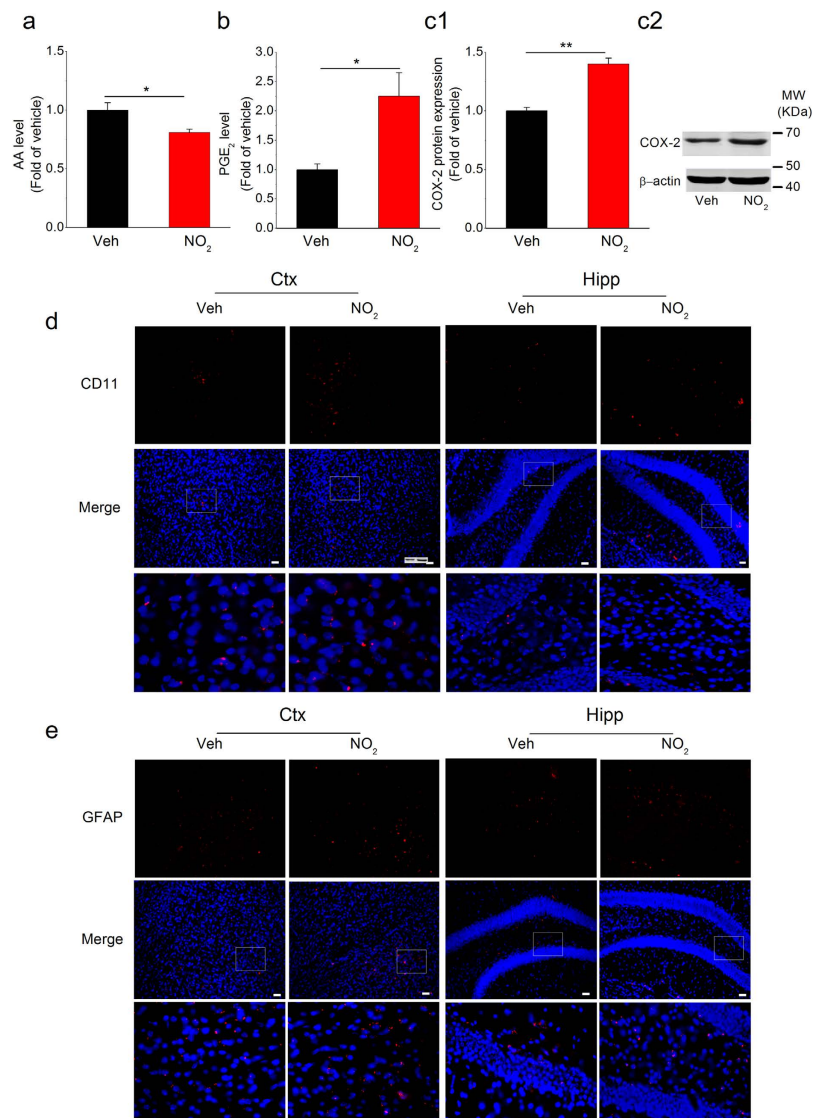 a
b
c1
c2
AA level
(Fold of vehicle)
1.5
1.0
0.5
0.0
*
Veh
NO₂
PGE₂ level
(Fold of vehicle)
3.0
2.5
2.0
1.5
1.0
0.5
0.0
*
Veh
NO₂
COX-2 protein expression
(Fold of vehicle)
1.5
1.0
0.5
0.0
**
Veh
NO₂
MW
(KDa)
COX-2
70
50
β–actin
40
Veh
NO₂
Ctx
Hipp
d
Veh
NO₂
Veh
NO₂
CD11
Merge
Ctx
Hipp
e
Veh
NO₂
Veh
NO₂
GFAP
Merge